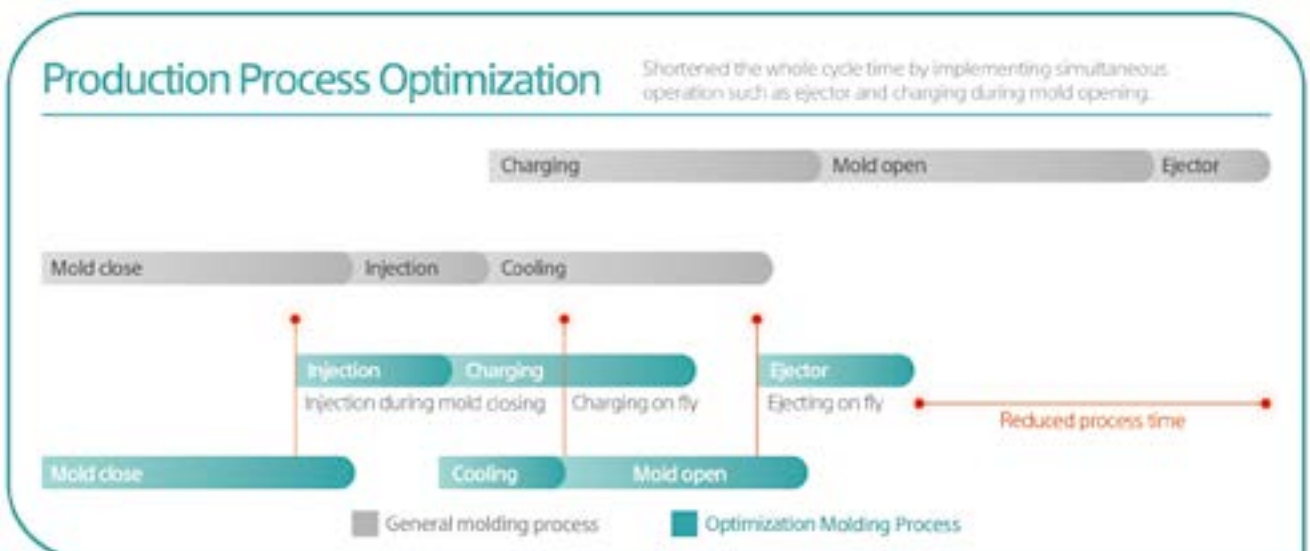 Production Process Optimization
Shortened the whole cycle time by implementing simultaneous
operation such as ejector and charging during mold opening.
Charging Mold open Ejector
Mold close Injection Cooling
Injection Charging Ejector
Injection during mold closing Charging on fly Ejecting on fly
Reduced process time
Mold close Cooling Mold open
General molding process Optimization Molding Process